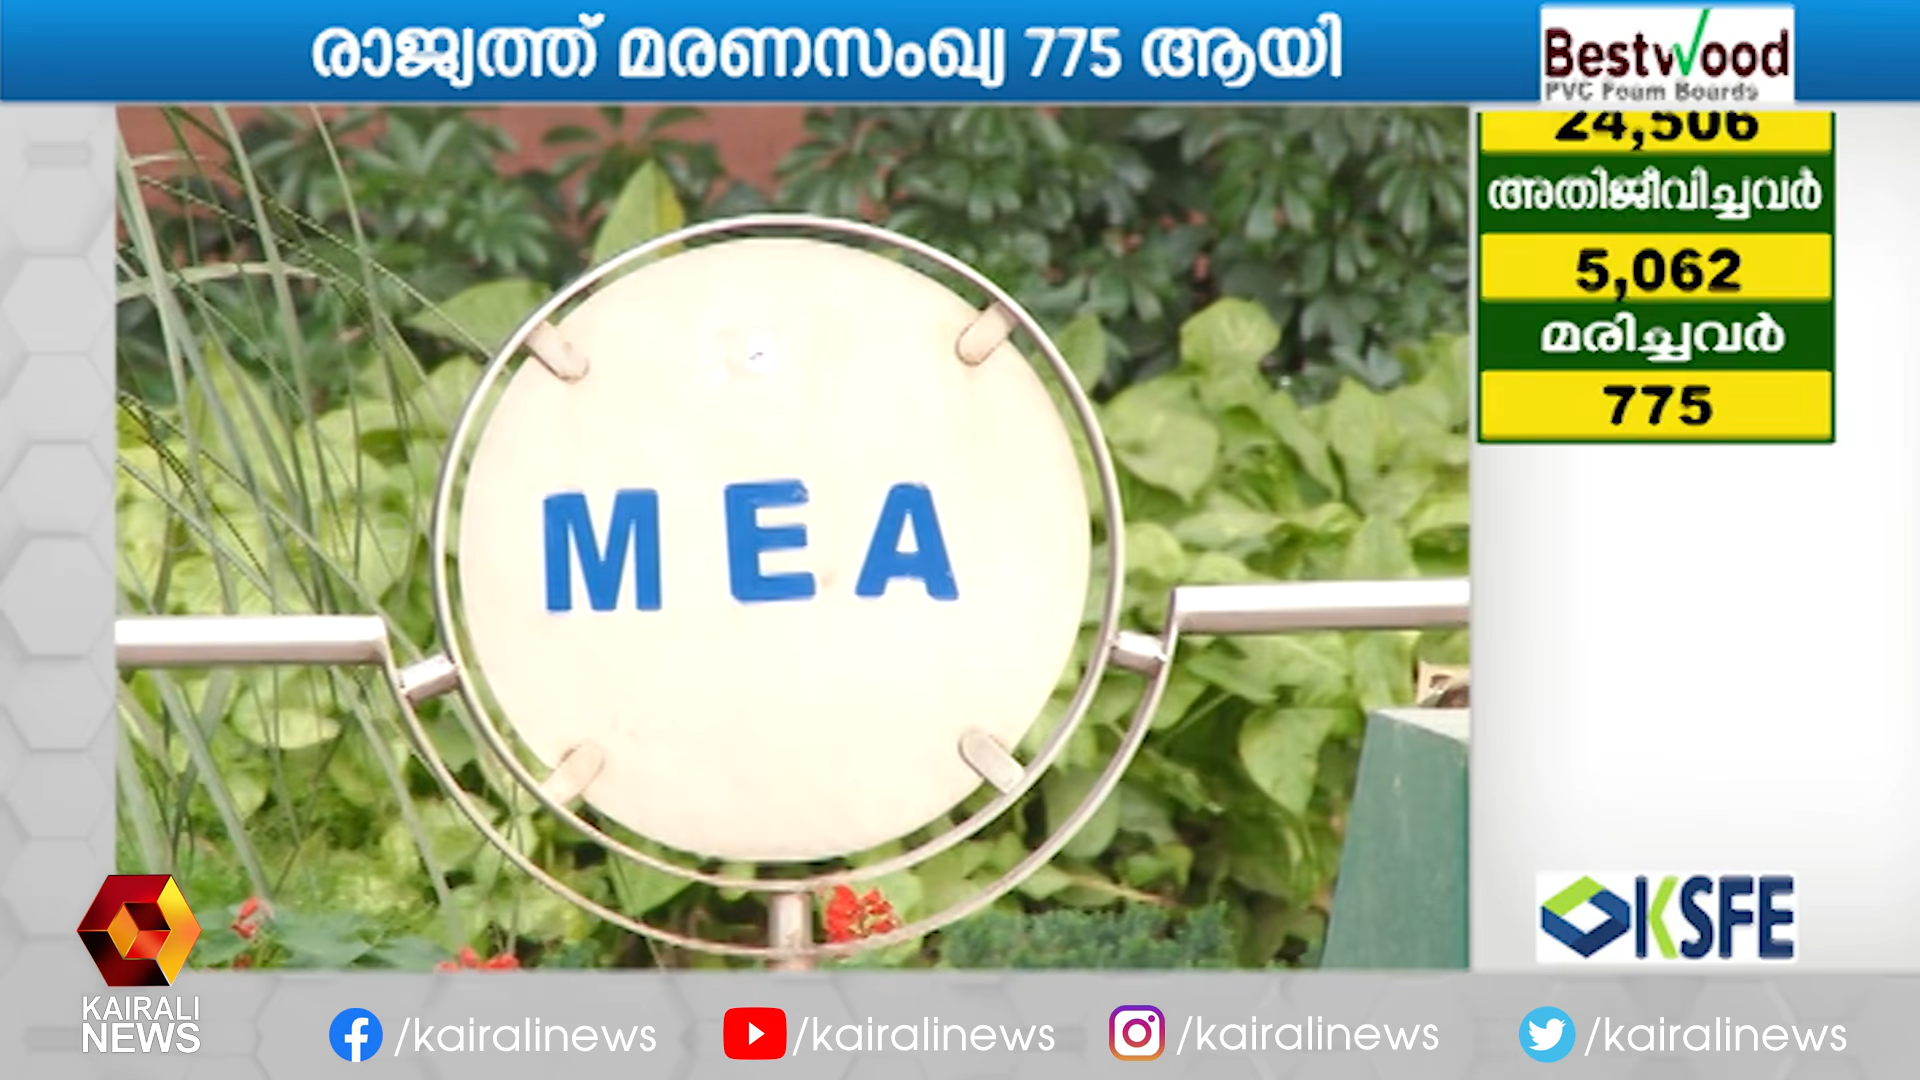 രാജ്യത്ത് മരണസംഖ്യ 775 ആയി
Bestwood
PVC Foam Boards
24,506
അതിജീവിച്ചവർ
5,062
മരിച്ചവർ
775
MEA
KSFE
KAIRALI
NEWS
/kairalinews
/kairalinews
/kairalinews
/kairalinews